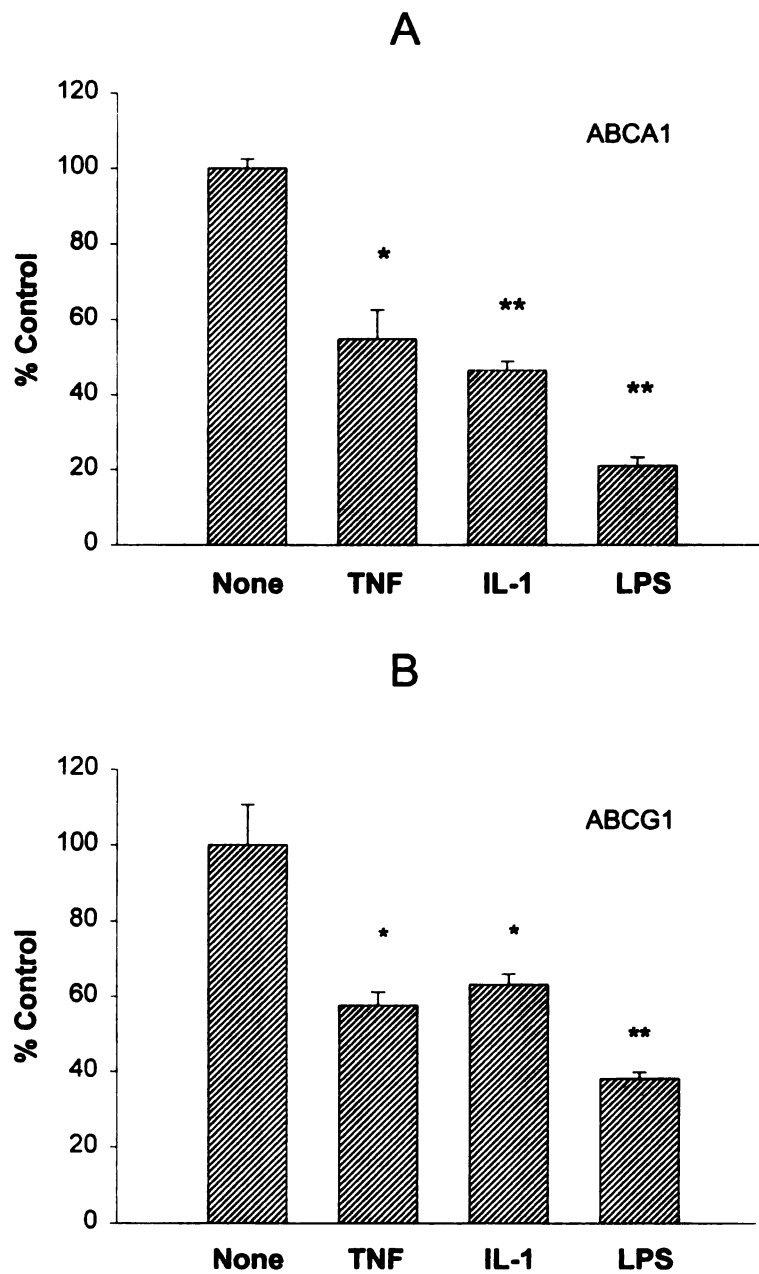 A
120
ABCA1
100
80
*
60
**
40
**
20
0
% Control
None TNF IL-1 LPS
B
120
ABCG1
100
80
* *
60
**
40
20
0
% Control
None TNF IL-1 LPS